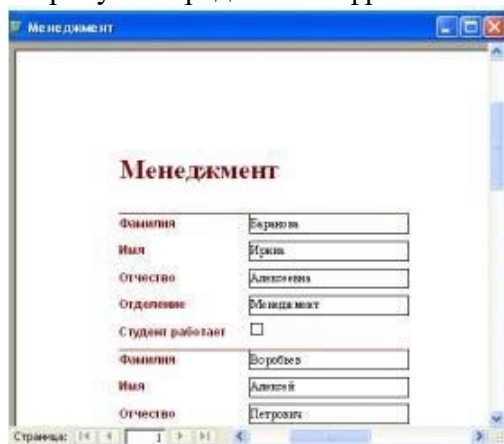 Менеджмент
Менеджмент
Фамилия Баранова
Имя Ирина
Отчество Алексеевна
Отделение Менеджмент
Студент работает
Фамилия Воробьев
Имя Алексей
Отчество Петрович
Страница: 1